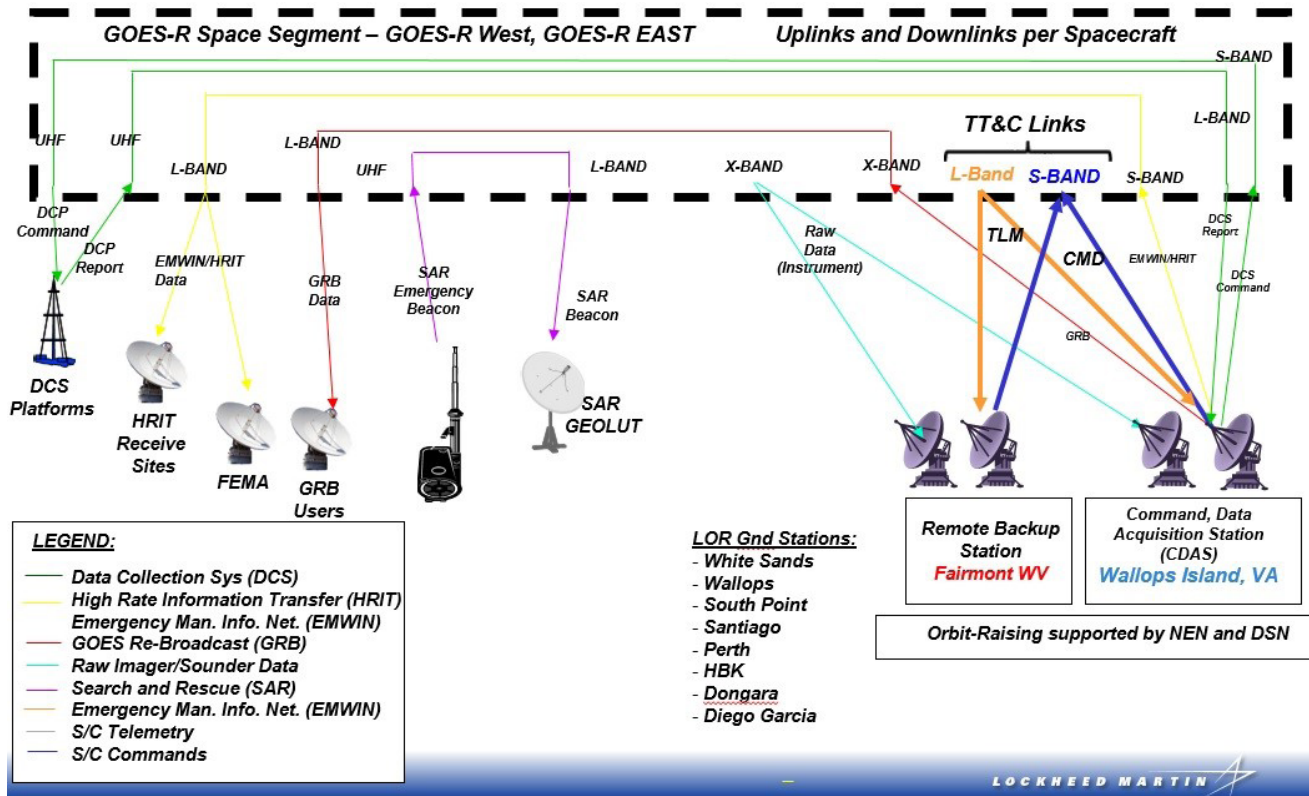 GOES-R Space Segment – GOES-R West, GOES-R EAST
Uplinks and Downlinks per Spacecraft
S-BAND
UHF
UHF
L-BAND
L-BAND
UHF
L-BAND
X-BAND
X-BAND
TT&C Links
L-Band
S-BAND
S-BAND
L-BAND
DCP
Command
DCP
Report
EMWIN/HRIT
Data
GRB
Data
SAR
Emergency
Beacon
SAR
Beacon
Raw
Data
(Instrument)
TLM
CMD
GRB
EMWIN/HRIT
DCS
Report
DCS
Command
DCS
Platforms
HRIT
Receive
Sites
FEMA
GRB
Users
SAR
GEOLUT
LEGEND:
Data Collection Sys (DCS)
High Rate Information Transfer (HRIT)
Emergency Man. Info. Net. (EMWIN)
GOES Re-Broadcast (GRB)
Raw Imager/Sounder Data
Search and Rescue (SAR)
Emergency Man. Info. Net. (EMWIN)
S/C Telemetry
S/C Commands
LOR Gnd Stations:
- White Sands
- Wallops
- South Point
- Santiago
- Perth
- HBK
- Dongara
- Diego Garcia
Remote Backup
Station
Fairmont WV
Command, Data
Acquisition Station
(CDAS)
Wallops Island, VA
Orbit-Raising supported by NEN and DSN
LOCKHEED MARTIN